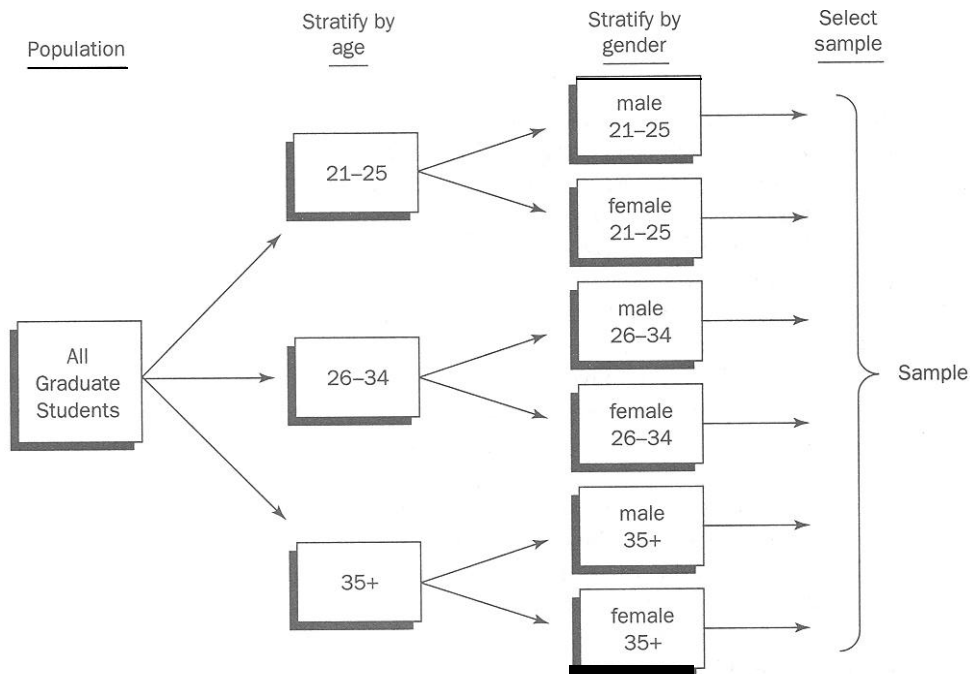 Population
Stratify by
age
Stratify by
gender
Select
sample
All
Graduate
Students
21–25
26–34
35+
male
21–25
female
21–25
male
26–34
female
26–34
male
35+
female
35+
Sample